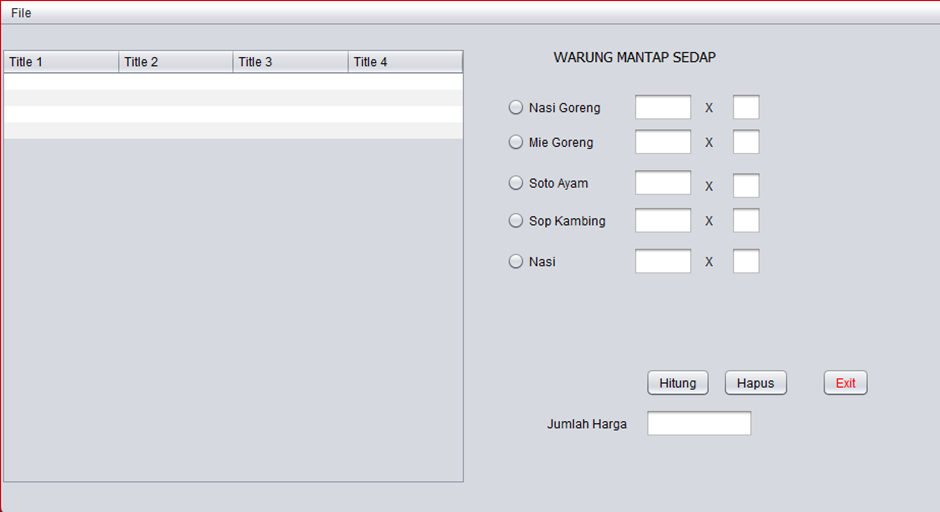 File
Title 1 Title 2 Title 3 Title 4
WARUNG MANTAP SEDAP
Nasi Goreng X
Mie Goreng X
Soto Ayam X
Sop Kambing X
Nasi X
Hitung Hapus Exit
Jumlah Harga